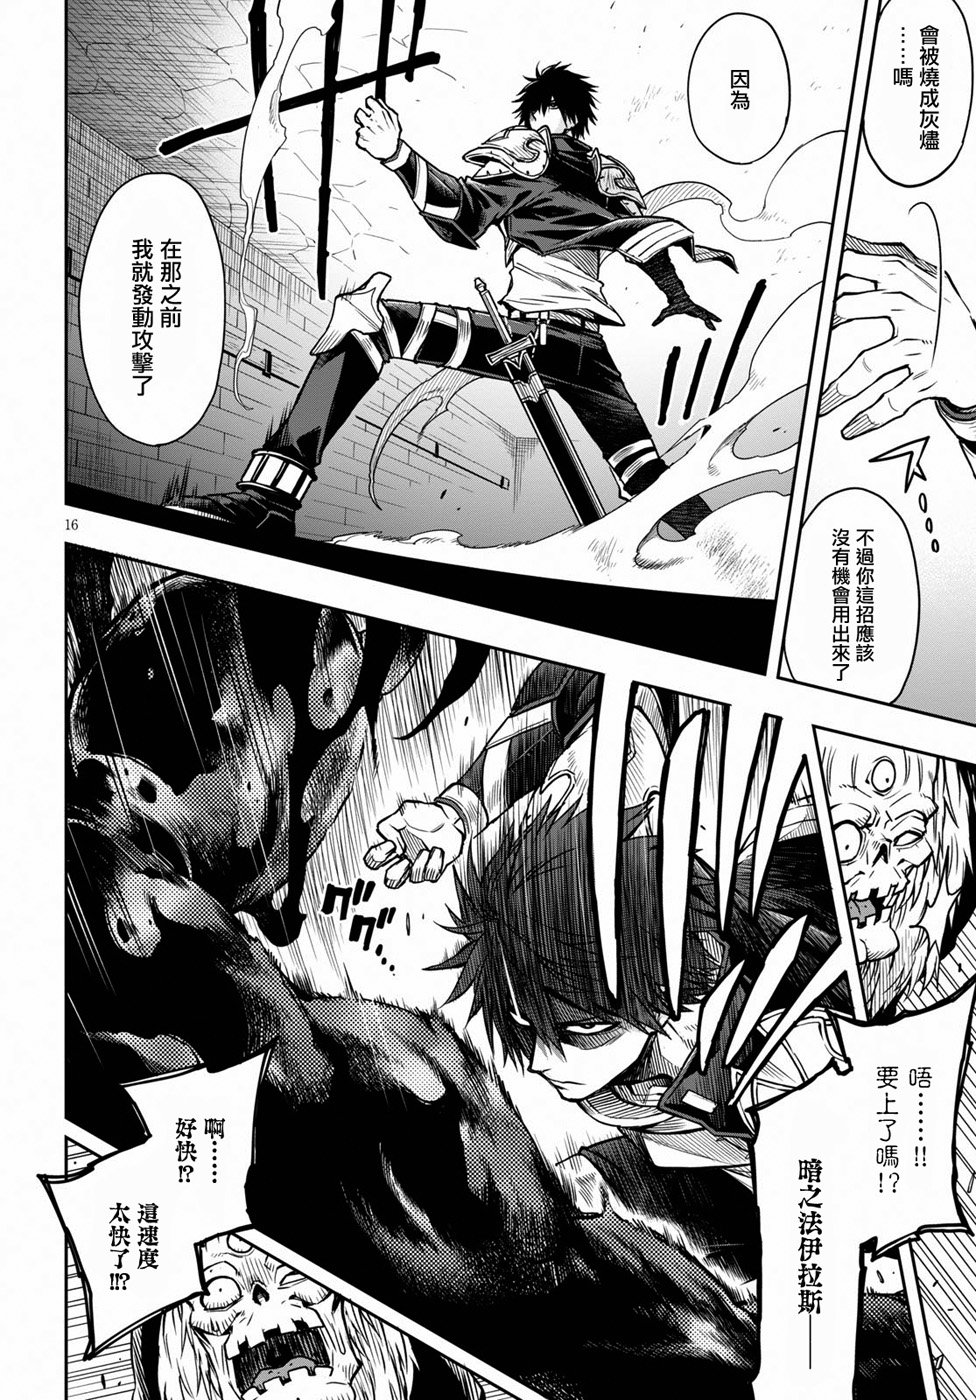 會被燒成灰燼
……嗎
不過你這招應該
沒有機會用出來了
因為
在那之前
我就發動攻擊了
唔……!!
要上了嗎!?
暗之法伊拉斯——
ググ…
啊……
好快!?
這速度
太快了!!?
16